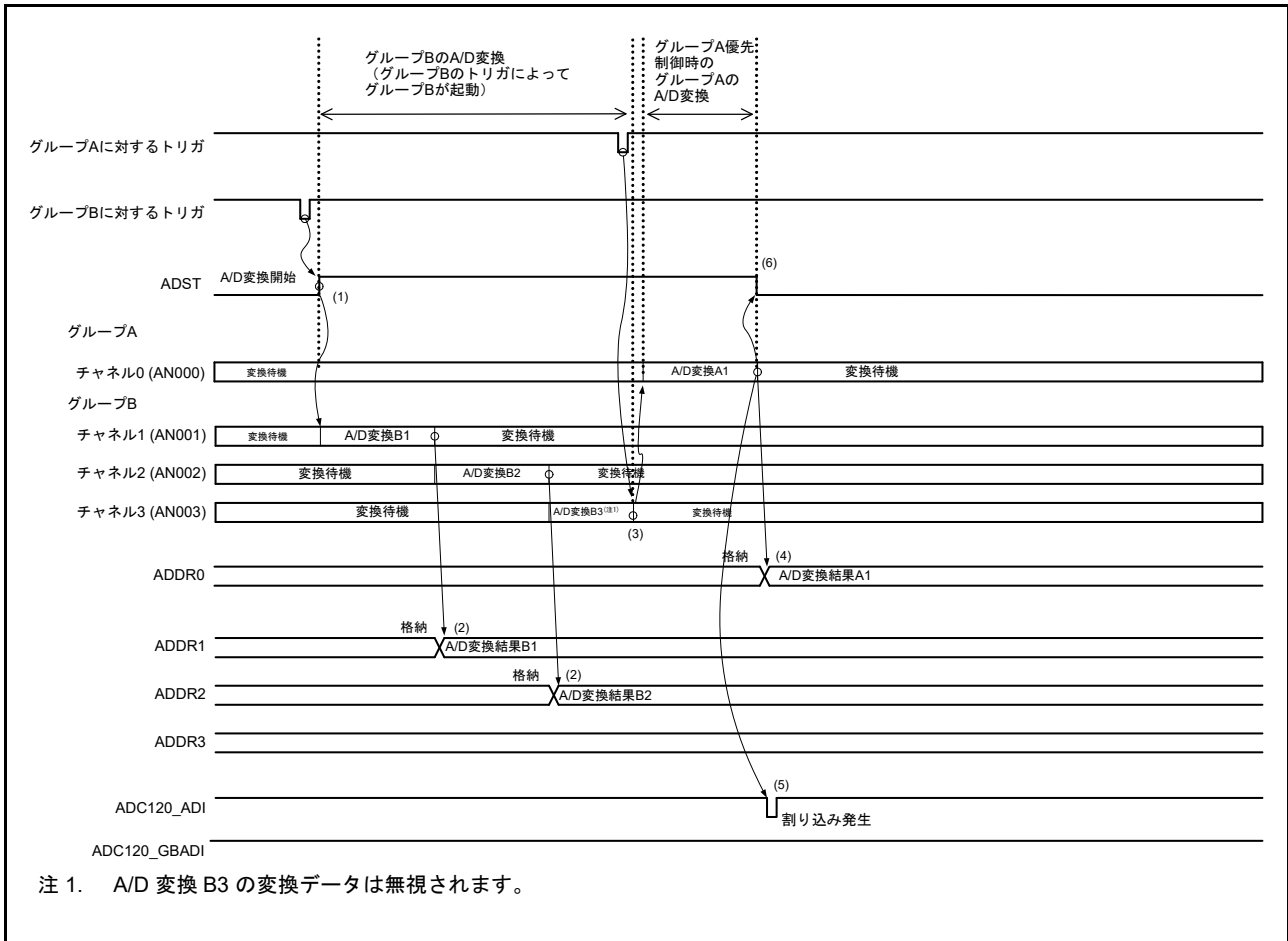 グループBのA/D変換
（グループBのトリガによって
グループBが起動）
グループA優先
制御時の
グループAの
A/D変換
グループAに対するトリガ
グループBに対するトリガ
ADST
A/D変換開始
(1)
(6)
グループA
チャネル0 (AN000)
変換待機
A/D変換A1
変換待機
グループB
チャネル1 (AN001)
変換待機
A/D変換B1
変換待機
チャネル2 (AN002)
変換待機
A/D変換B2
変換待機
チャネル3 (AN003)
変換待機
A/D変換B3(注1)
変換待機
(3)
ADDR0
格納
(4)
A/D変換結果A1
ADDR1
格納
(2)
A/D変換結果B1
ADDR2
格納
(2)
A/D変換結果B2
ADDR3
ADC120_ADI
(5)
割り込み発生
ADC120_GBADI
注 1. A/D 変換 B3 の変換データは無視されます。